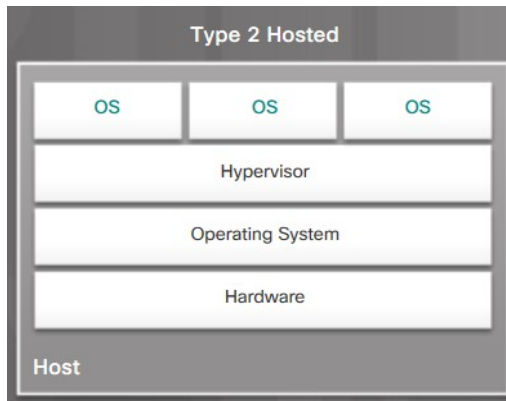 Type 2 Hosted
OS OS OS
Hypervisor
Operating System
Hardware
Host